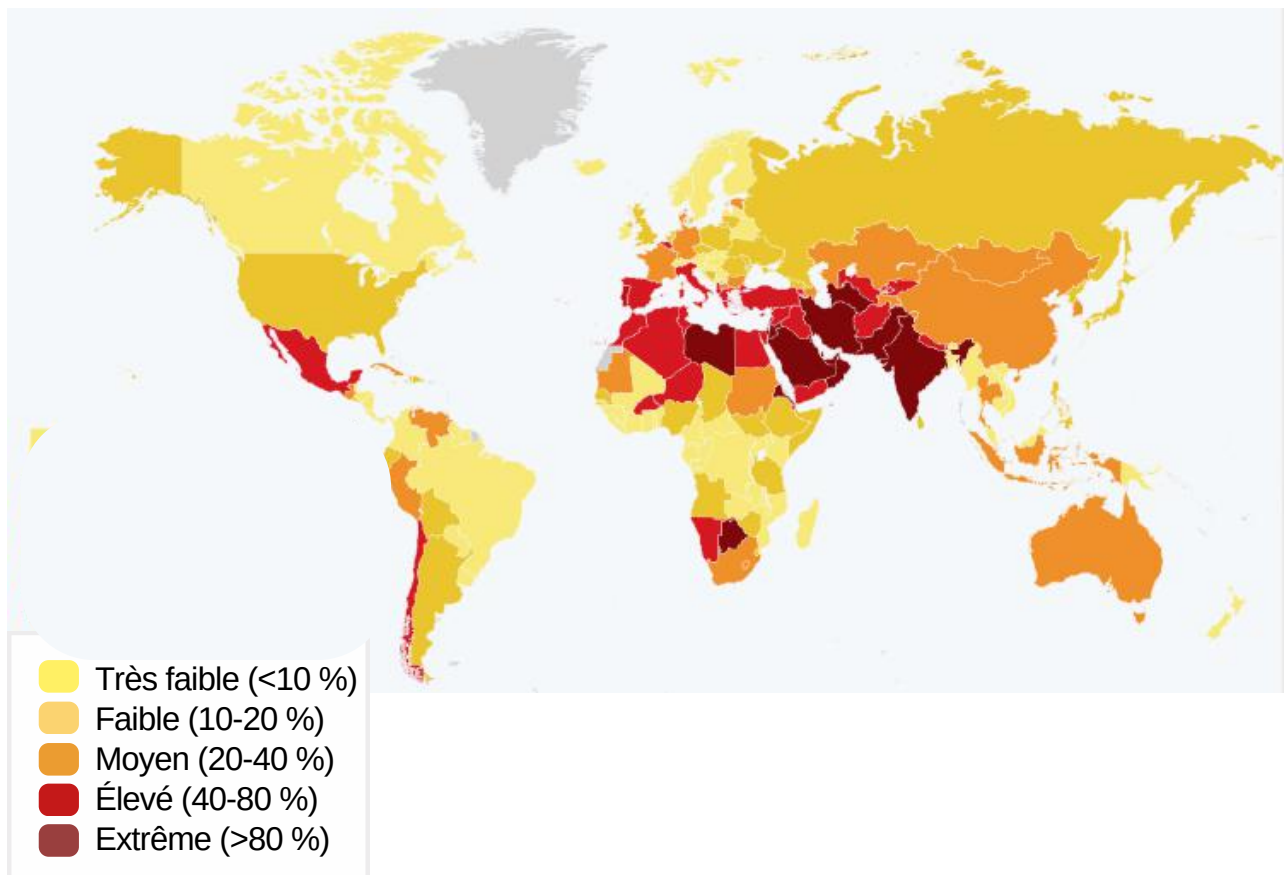 Très faible (<10 %)
Faible (10-20 %)
Moyen (20-40 %)
Élevé (40-80 %)
Extrême (>80 %)